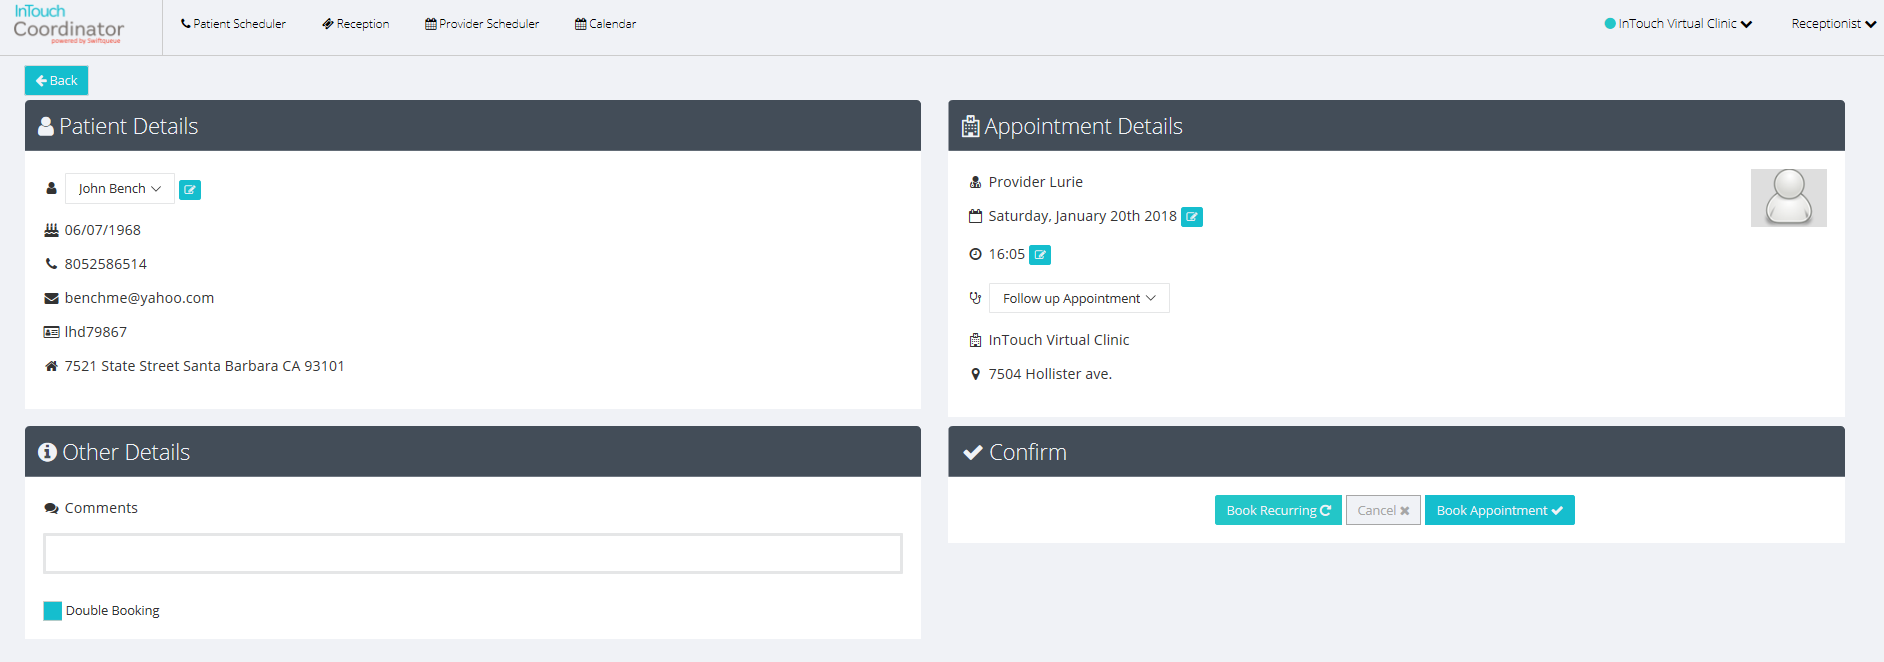 InTouch
Coordinator
powered by Swiftqueue
Patient Scheduler
Reception
Provider Scheduler
Calendar
InTouch Virtual Clinic
Receptionist
Back
Patient Details
John Bench
06/07/1968
8052586514
benchme@yahoo.com
lhd79867
7521 State Street Santa Barbara CA 93101
Appointment Details
Provider Lurie
Saturday, January 20th 2018
16:05
Follow up Appointment
InTouch Virtual Clinic
7504 Hollister ave.
Other Details
Comments
Double Booking
Confirm
Book Recurring
Cancel
Book Appointment